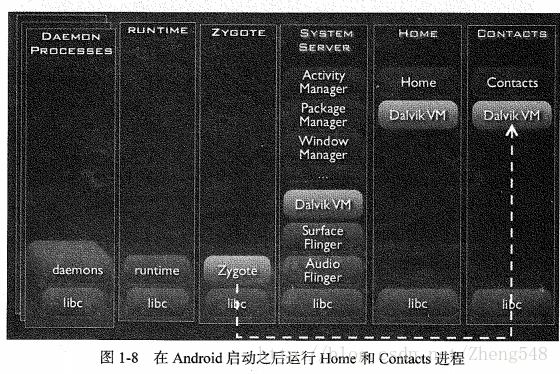 DAEMON
PROCESSES
daemons
libc
RUNTIME
runtime
libc
ZYGOTE
Zygote
libc
SYSTEM
SERVER
Activity
Manager
Package
Manager
Window
Manager
...
Dalvik VM
Surface
Flinger
Audio
Flinger
libc
HOME
Home
Dalvik VM
libc
CONTACTS
Contacts
Dalvik VM
libc
图 1-8 在 Android 启动之后运行 Home 和 Contacts 进程